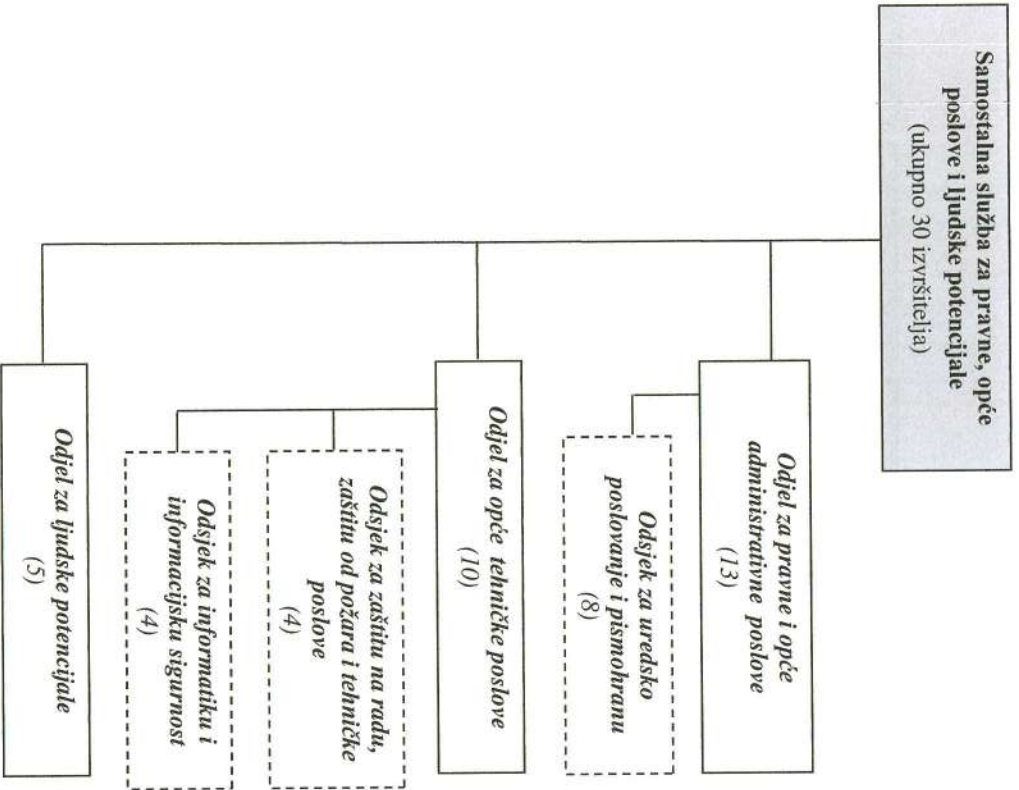 Samostalna služba za pravne, opće
poslove i ljudske potencijale
(ukupno 30 izvršitelja)
Odjel za pravne i opće
administrativne poslove
(13)
Odsjek za uredsko
poslovanje i pismohranu
(8)
Odjel za opće tehničke poslove
(10)
Odsjek za zaštitu na radu,
zaštitu od požara i tehničke
poslove
(4)
Odsjek za informatiku i
informacijsku sigurnost
(4)
Odjel za ljudske potencijale
(5)